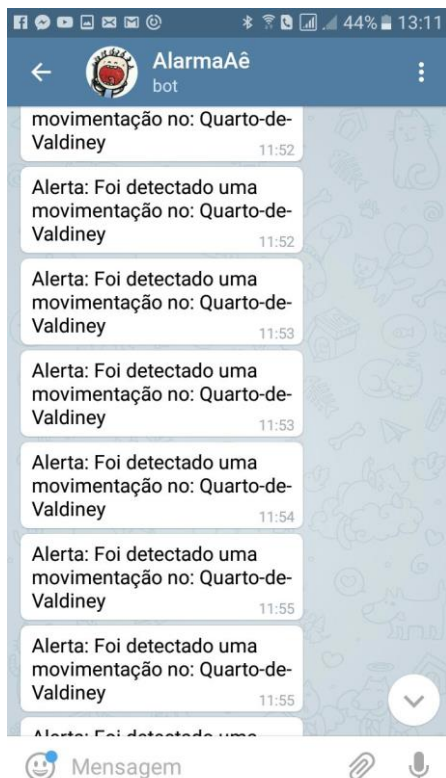 44% 13:11
AlarmaAê
bot
movimentação no: Quarto-de-
Valdiney
11:52
Alerta: Foi detectado uma
movimentação no: Quarto-de-
Valdiney
11:52
Alerta: Foi detectado uma
movimentação no: Quarto-de-
Valdiney
11:53
Alerta: Foi detectado uma
movimentação no: Quarto-de-
Valdiney
11:53
Alerta: Foi detectado uma
movimentação no: Quarto-de-
Valdiney
11:54
Alerta: Foi detectado uma
movimentação no: Quarto-de-
Valdiney
11:55
Alerta: Foi detectado uma
movimentação no: Quarto-de-
Valdiney
11:55
Alerta: Foi detectado uma
Mensagem